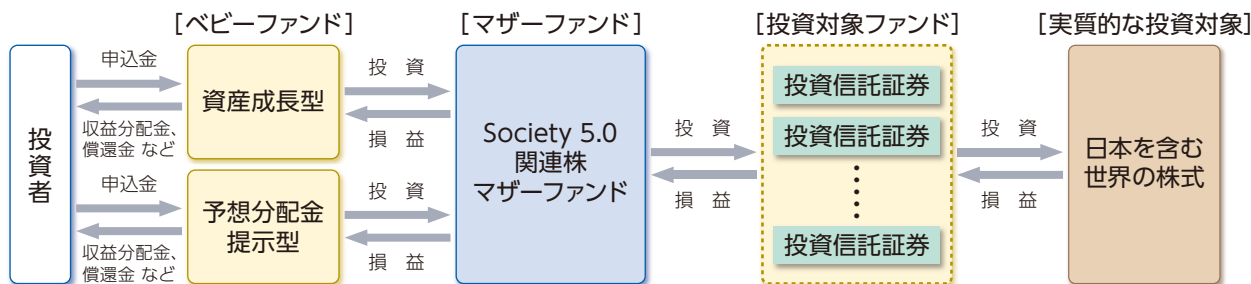 [ベビーファンド]
[マザーファンド]
[投資対象ファンド]
[実質的な投資対象]
投資者
申込金
収益分配金、
償還金 など
申込金
収益分配金、
償還金 など
資産成長型
予想分配金
提示型
投 資
損 益
投 資
損 益
Society 5.0
関連株
マザーファンド
投 資
損 益
投資信託証券
投資信託証券
投資信託証券
投 資
損 益
日本を含む
世界の株式